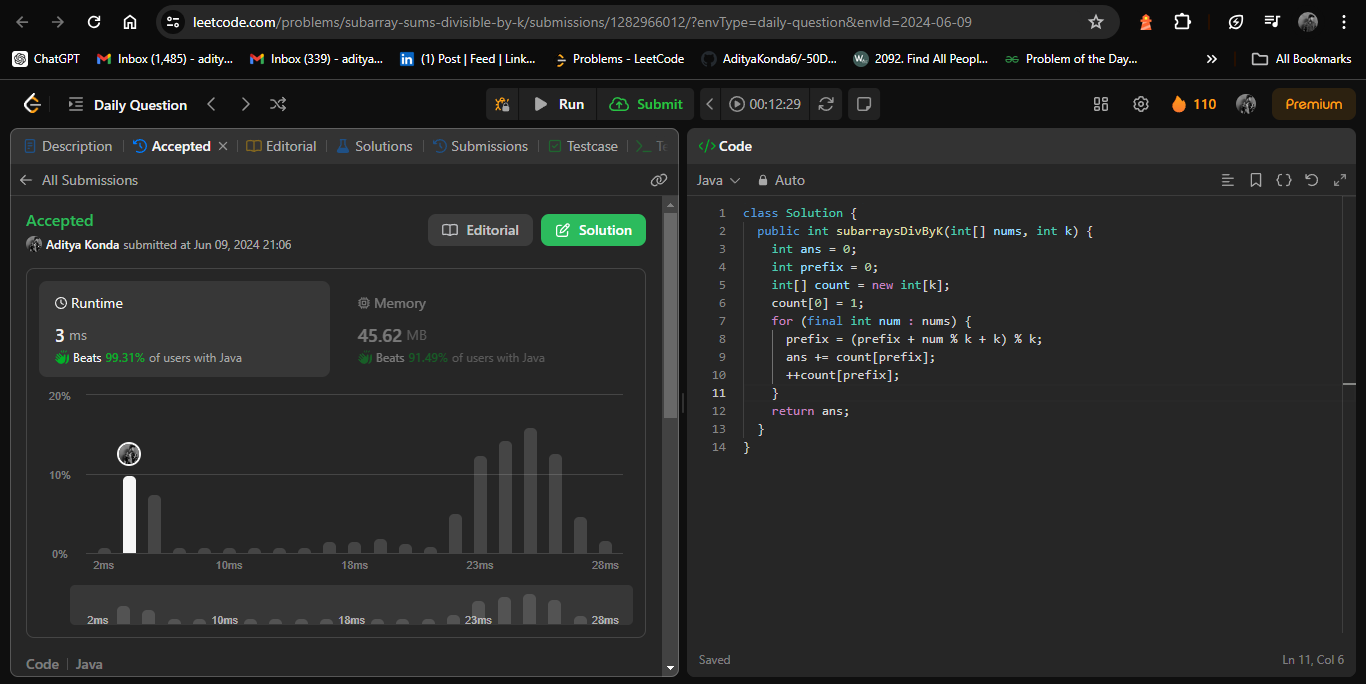 leetcode.com/problems/subarray-sums-divisible-by-k/submissions/1282966012/?envType=daily-question&envId=2024-06-09
ChatGPT Inbox (1,485) - adity... Inbox (339) - aditya... (1) Post | Feed | Link... Problems - LeetCode AdityaKonda6/-50D... 2092. Find All Peopl... Problem of the Day... » All Bookmarks
Daily Question Run Submit 00:12:29 110 Premium
Description Accepted Editorial Solutions Submissions Testcase Te
All Submissions
Accepted
Aditya Konda submitted at Jun 09, 2024 21:06
Editorial Solution
Runtime Memory
3 ms 45.62 MB
Beats 99.31% of users with Java Beats 91.49% of users with Java
20%
10%
0%
2ms 10ms 18ms 23ms 28ms
2ms 10ms 18ms 23ms 28ms
Code | Java
</> Code
Java Auto
1 class Solution {
2 public int subarraysDivByK(int[] nums, int k) {
3 int ans = 0;
4 int prefix = 0;
5 int[] count = new int[k];
6 count[0] = 1;
7 for (final int num : nums) {
8 prefix = (prefix + num % k + k) % k;
9 ans += count[prefix];
10 ++count[prefix];
11 }
12 return ans;
13 }
14 }
Saved Ln 11, Col 6